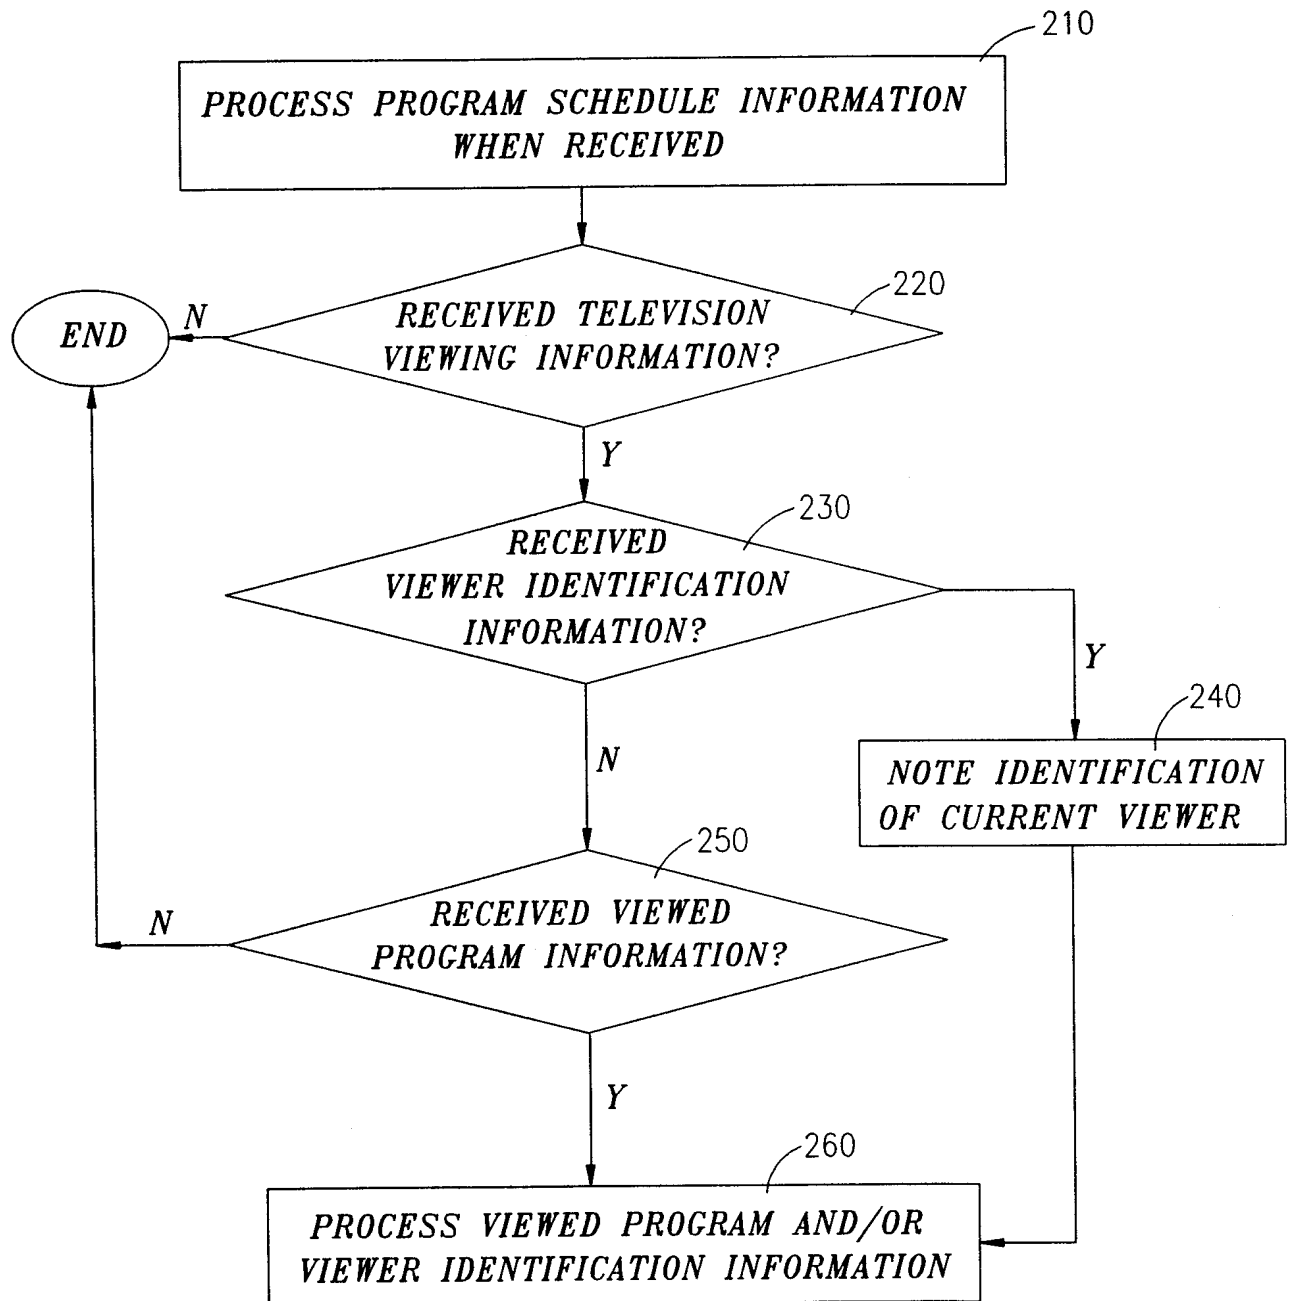 210
PROCESS PROGRAM SCHEDULE INFORMATION
WHEN RECEIVED
220
RECEIVED TELEVISION
VIEWING INFORMATION?
N
END
Y
230
RECEIVED
VIEWER IDENTIFICATION
INFORMATION?
Y
240
NOTE IDENTIFICATION
OF CURRENT VIEWER
N
250
RECEIVED VIEWED
PROGRAM INFORMATION?
N
Y
260
PROCESS VIEWED PROGRAM AND/OR
VIEWER IDENTIFICATION INFORMATION